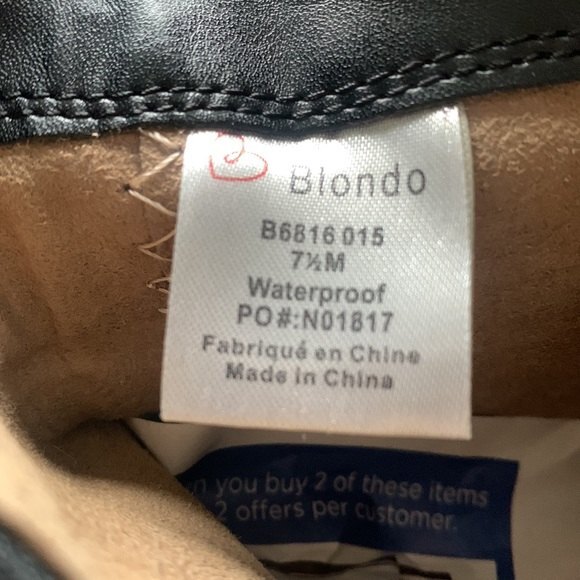 Blondo
B6816 015
7½M
Waterproof
PO#:N01817
Fabriqué en Chine
Made in China
you buy 2 of these items
2 offers per customer.